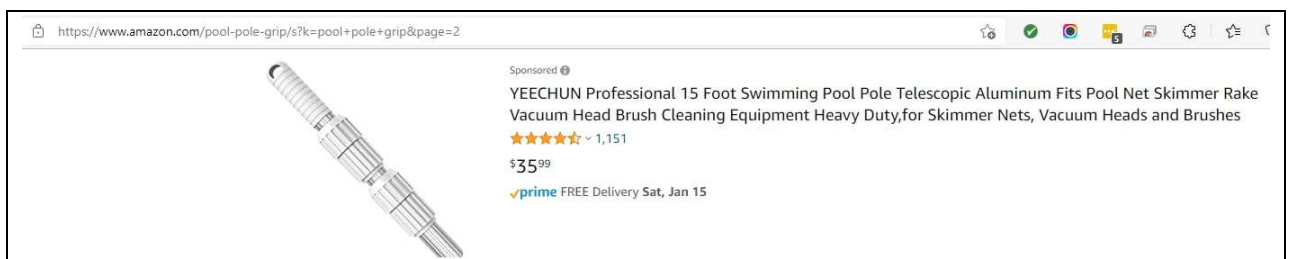 https://www.amazon.com/pool-pole-grip/s?k=pool+pole+grip&page=2
5
Sponsored
YEECHUN Professional 15 Foot Swimming Pool Pole Telescopic Aluminum Fits Pool Net Skimmer Rake
Vacuum Head Brush Cleaning Equipment Heavy Duty,for Skimmer Nets, Vacuum Heads and Brushes
1,151
$3599
prime FREE Delivery Sat, Jan 15